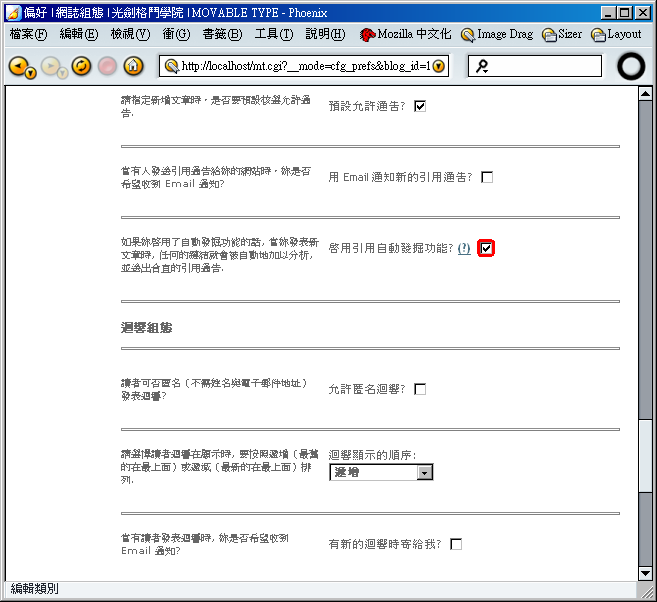 偏好 | 網誌組態 | 光劍格鬥學院 | MOVABLE TYPE - Phoenix
檔案(F) 編輯(E) 檢視(V) 衝(G) 書籤(B) 工具(T) 說明(H) Mozilla 中文化 Image Drag Sizer Layout
http://localhost/mt.cgi?__mode=cfg_prefs&blog_id=1
請指定新增文章時，是否要預設核選允許通
告.
預設允許通告?
當有人發送引用通告給妳的網站時，妳是否
希望收到 Email 通知?
用 Email 通知新的引用通告?
如果妳啓用了自動發掘功能的話, 當妳發表新
文章時, 任何的鏈結就會被自動地加以分析,
並送出合宜的引用通告.
啓用引用自動發掘功能? (?)
迴響組態
讀者可否匿名（不需姓名與電子郵件地址）
發表迴響?
允許匿名迴響?
請選擇讀者迴響在顯示時, 要按照遞增（最舊
的在最上面）或遞減（最新的在最上面）排
列.
迴響顯示的順序:
遞增
當有讀者發表迴響時, 妳是否希望收到
Email 通知?
有新的迴響時寄給我?
編輯類別